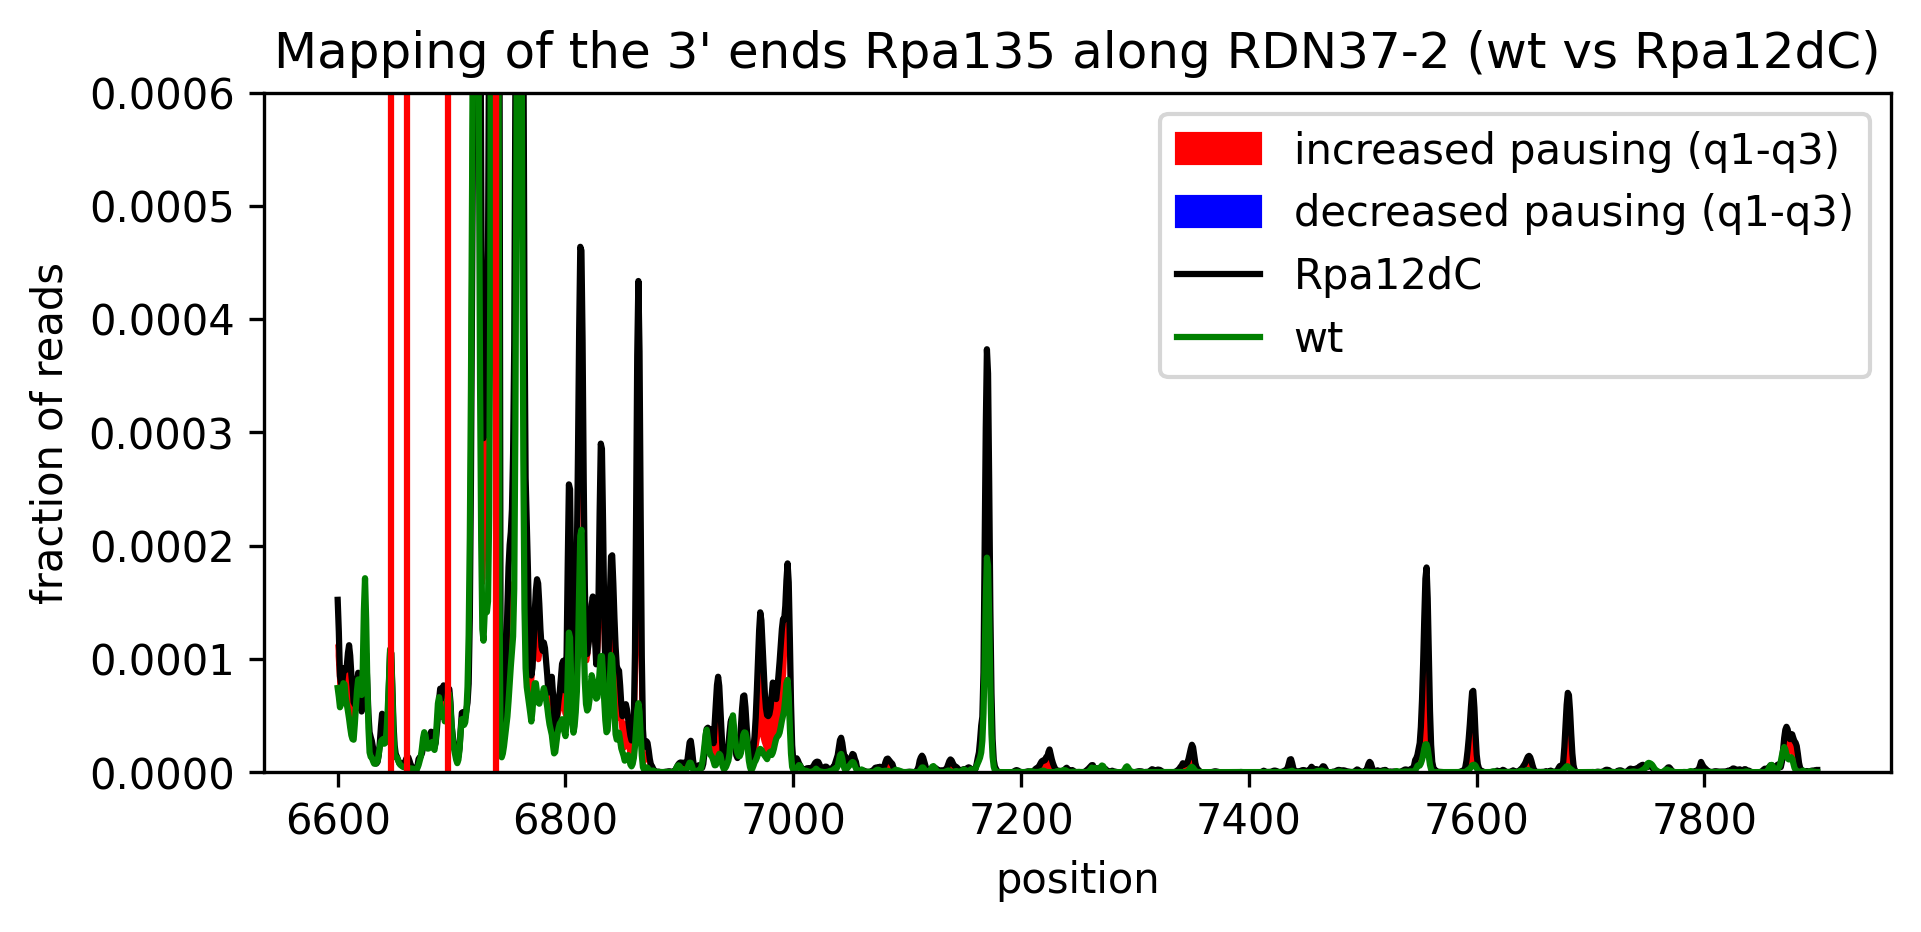 Mapping of the 3' ends Rpa135 along RDN37-2 (wt vs Rpa12dC)
0.0006
0.0005
0.0004
0.0003
0.0002
0.0001
0.0000
fraction of reads
increased pausing (q1-q3)
decreased pausing (q1-q3)
Rpa12dC
wt
6600 6800 7000 7200 7400 7600 7800
position